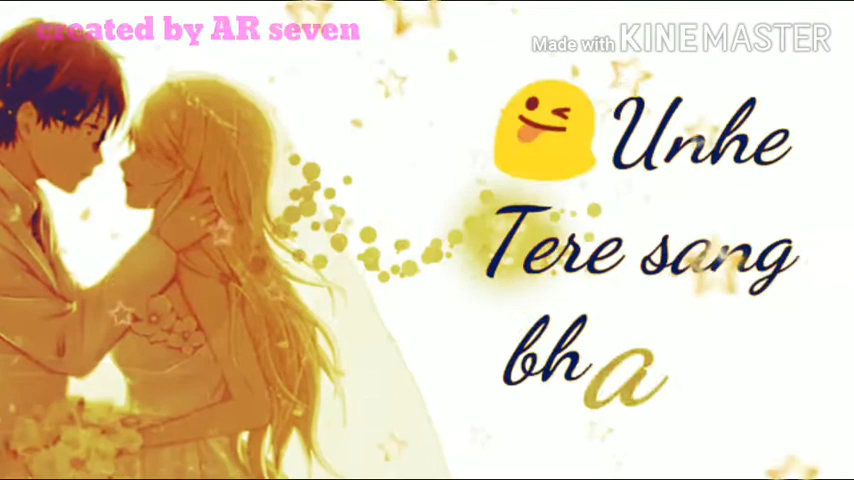 created by AR seven
Made with KINEMASTER
😜 Unhe
Tere sang
bha